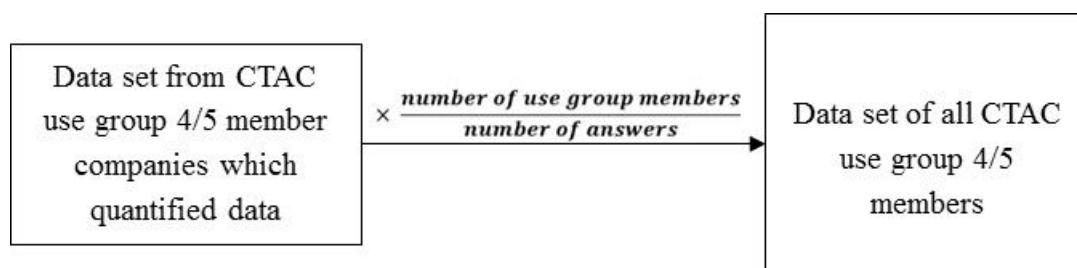 Data set from CTAC
use group 4/5 member
companies which
quantified data
× number of use group members
number of answers
Data set of all CTAC
use group 4/5
members